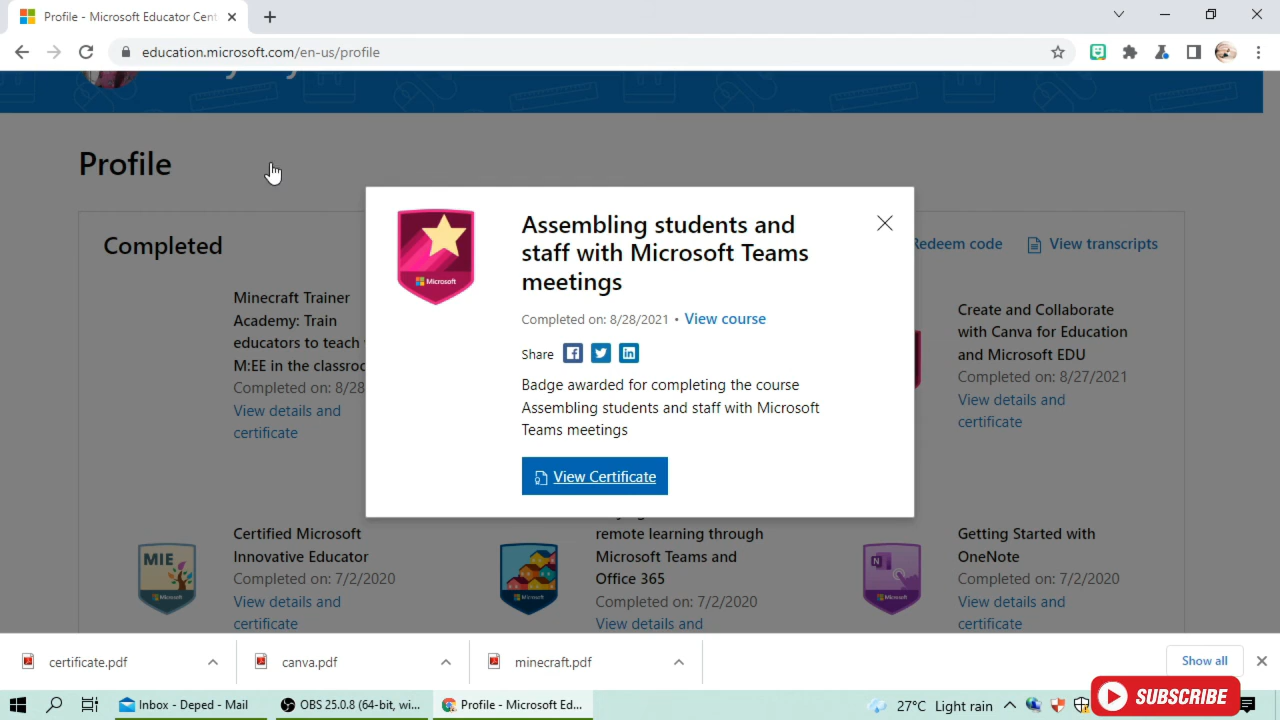 Profile - Microsoft Educator Cent
education.microsoft.com/en-us/profile
Profile
Completed
Redeem code
View transcripts
Minecraft Trainer
Academy: Train
educators to teach
M:EE in the classroo
Completed on: 8/28
View details and
certificate
Assembling students and
staff with Microsoft Teams
meetings
Completed on: 8/28/2021 • View course
Share
Badge awarded for completing the course
Assembling students and staff with Microsoft
Teams meetings
View Certificate
Microsoft
Create and Collaborate
with Canva for Education
and Microsoft EDU
Completed on: 8/27/2021
View details and
certificate
MIE
Microsoft
Certified Microsoft
Innovative Educator
Completed on: 7/2/2020
View details and
certificate
Microsoft
remote learning through
Microsoft Teams and
Office 365
Completed on: 7/2/2020
View details and
N
Microsoft
Getting Started with
OneNote
Completed on: 7/2/2020
View details and
certificate
certificate.pdf
canva.pdf
minecraft.pdf
Show all
Inbox - Deped - Mail
OBS 25.0.8 (64-bit, wi...
Profile - Microsoft Ed...
27°C Light rain
SUBSCRIBE